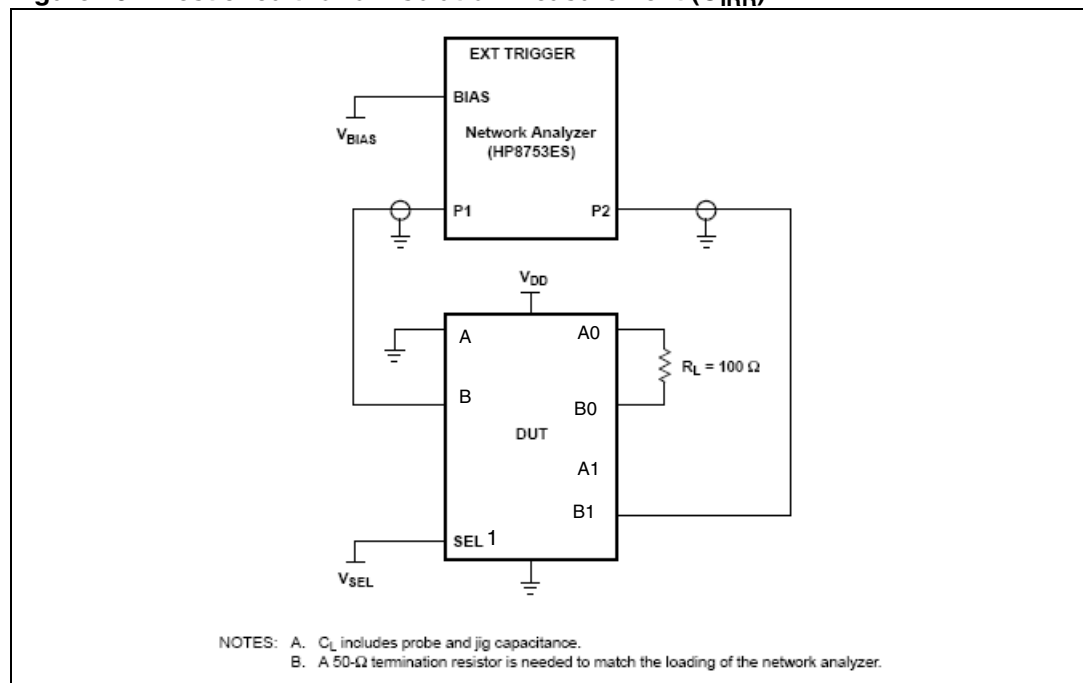 EXT TRIGGER
BIAS
VBIAS
Network Analyzer
(HP8753ES)
P1
P2
VDD
A
A0
RL = 100 Ω
B
B0
DUT
A1
B1
SEL 1
VSEL
NOTES: A. CL includes probe and jig capacitance.
B. A 50-Ω termination resistor is needed to match the loading of the network analyzer.